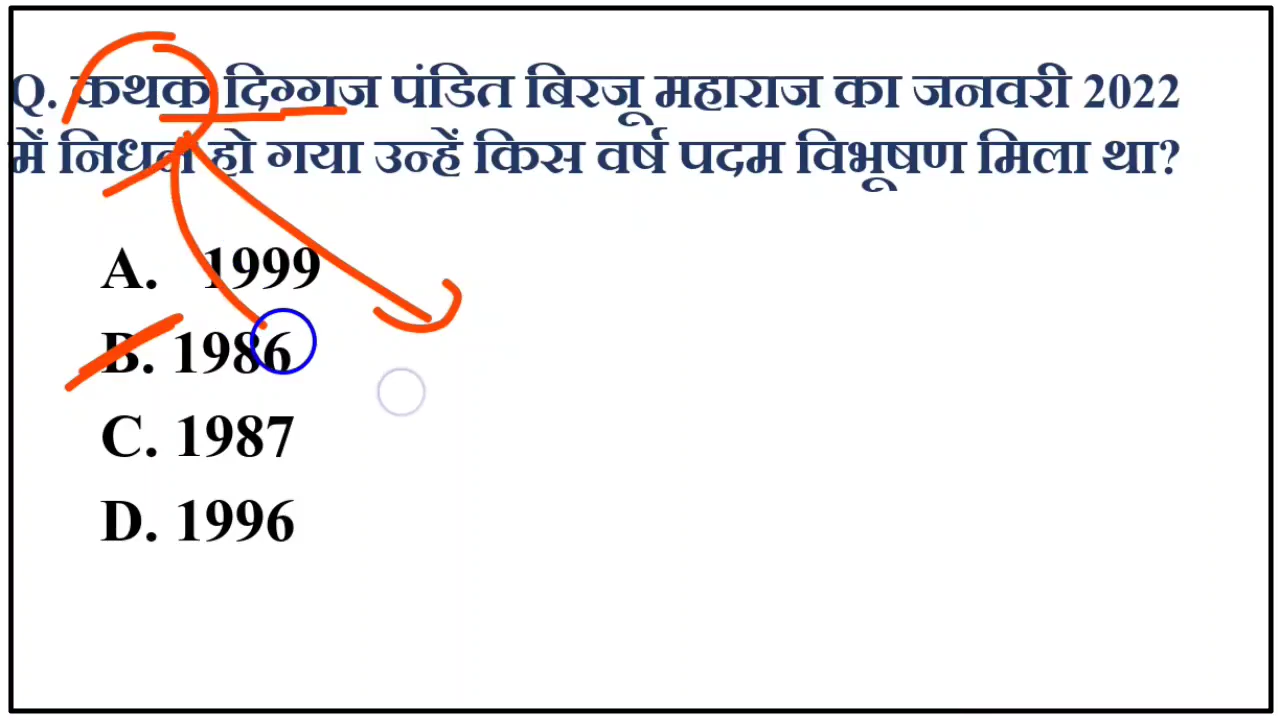 Q. कथक दिग्गज पंडित बिरजू महाराज का जनवरी 2022
में निधन हो गया उन्हें किस वर्ष पदम विभूषण मिला था?
A. 1999
B. 1986
C. 1987
D. 1996